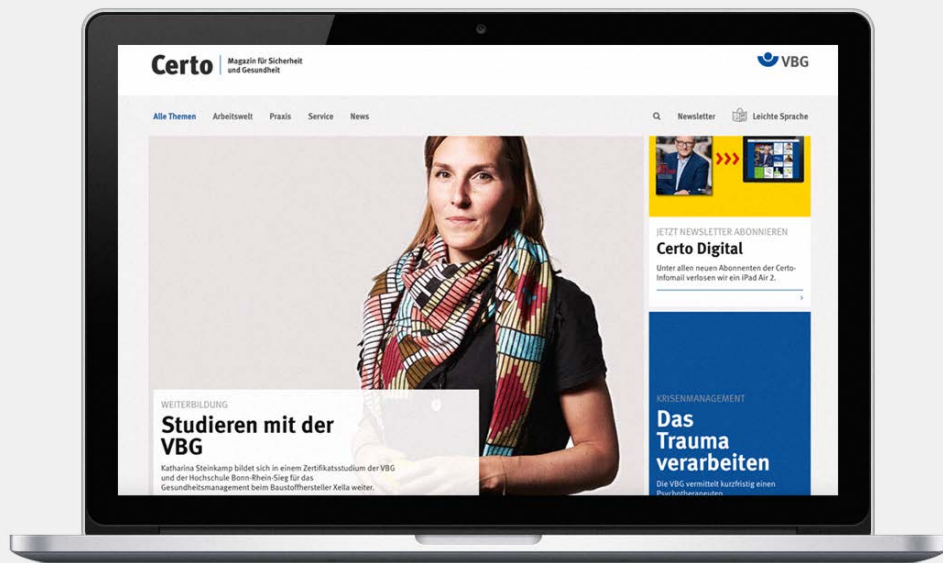 Certo
Magazin für Sicherheit
und Gesundheit
VBG
Alle Themen Arbeitswelt Praxis Service News
Newsletter Leichte Sprache
JETZT NEWSLETTER ABONNIEREN
Certo Digital
Unter allen neuen Abonnenten der Certo-
Infomail verlosen wir ein iPad Air 2.
WEITERBILDUNG
Studieren mit der
VBG
Katharina Steinkamp bildet sich in einem Zertifikatsstudium der VBG
und der Hochschule Bonn-Rhein-Sieg für das
Gesundheitsmanagement beim Baustoffhersteller Xella weiter.
KRISENMANAGEMENT
Das
Trauma
verarbeiten
Die VBG vermittelt kurzfristig einen
Psychotherapeuten